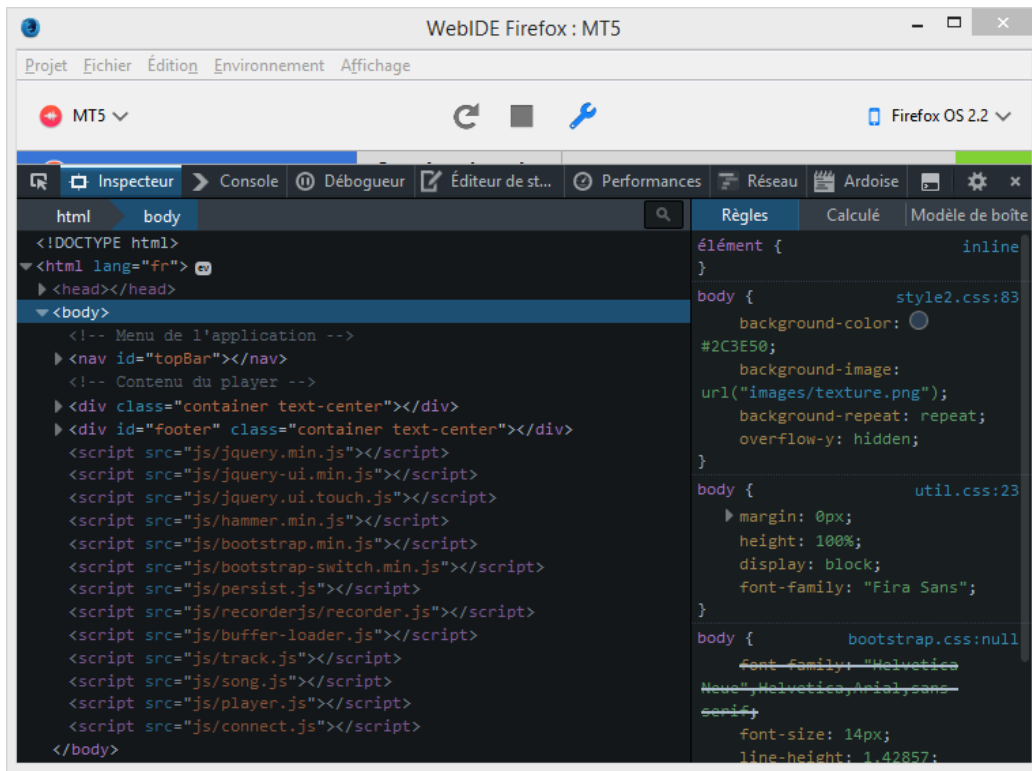 WebIDE Firefox : MT5
Projet Fichier Édition Environnement Affichage
MT5
Firefox OS 2.2
Inspecteur Console Débogueur Éditeur de st... Performances Réseau Ardoise
html body
Règles Calculé Modèle de boîte
<!DOCTYPE html>
<html lang="fr"> ev
<head></head>
<body>
<!-- Menu de l'application -->
<nav id="topBar"></nav>
<!-- Contenu du player -->
<div class="container text-center"></div>
<div id="footer" class="container text-center"></div>
<script src="js/jquery.min.js"></script>
<script src="js/jquery-ui.min.js"></script>
<script src="js/jquery.ui.touch.js"></script>
<script src="js/hammer.min.js"></script>
<script src="js/bootstrap.min.js"></script>
<script src="js/bootstrap-switch.min.js"></script>
<script src="js/persist.js"></script>
<script src="js/recorderjs/recorder.js"></script>
<script src="js/buffer-loader.js"></script>
<script src="js/track.js"></script>
<script src="js/song.js"></script>
<script src="js/player.js"></script>
<script src="js/connect.js"></script>
</body>
élément { inline
}
body { style2.css:83
background-color:
#2C3E50;
background-image:
url("images/texture.png");
background-repeat: repeat;
overflow-y: hidden;
}
body { util.css:23
margin: 0px;
height: 100%;
display: block;
font-family: "Fira Sans";
}
body { bootstrap.css:null
font-family: "Helvetica
Neue",Helvetica,Arial,sans-
serif;
font-size: 14px;
line-height: 1.42857;